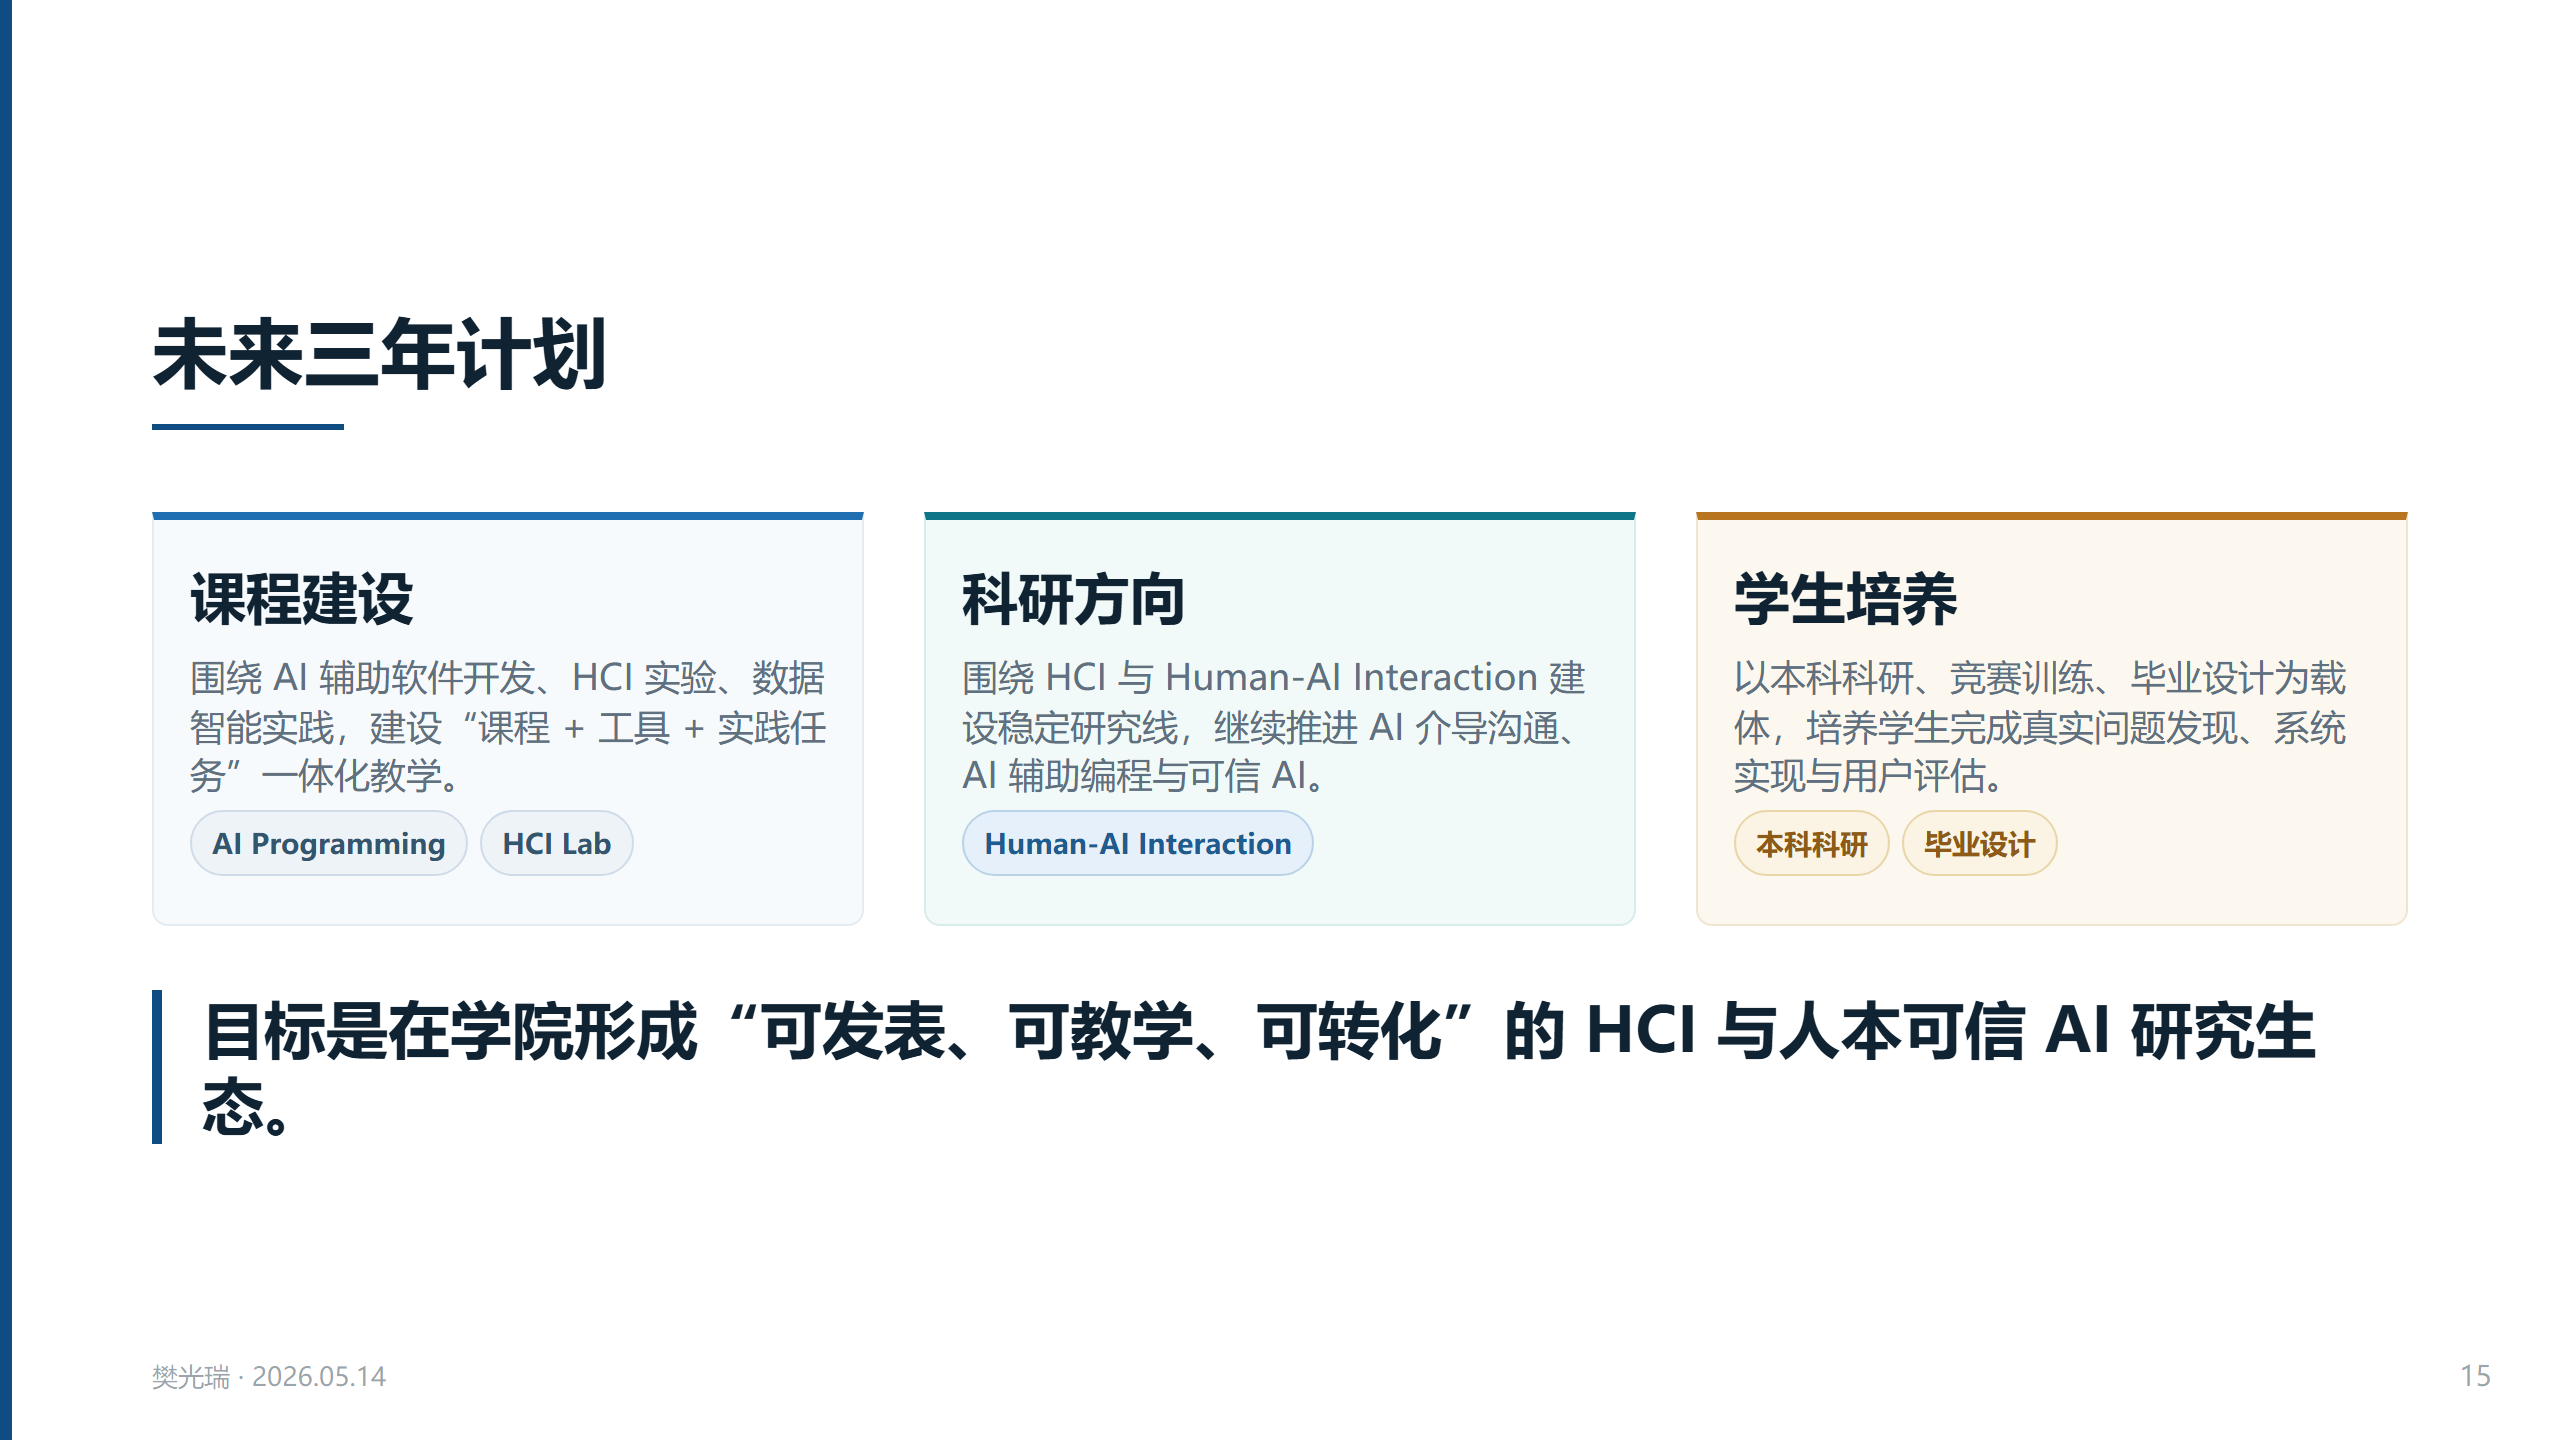 未来三年计划
课程建设
围绕 AI 辅助软件开发、HCI 实验、数据
智能实践，建设“课程 + 工具 + 实践任
务”一体化教学。
AI Programming
HCI Lab
科研方向
围绕 HCI 与 Human-AI Interaction 建
设稳定研究线，继续推进 AI 介导沟通、
AI 辅助编程与可信 AI。
Human-AI Interaction
学生培养
以本科科研、竞赛训练、毕业设计为载
体，培养学生完成真实问题发现、系统
实现与用户评估。
本科科研
毕业设计
目标是在学院形成“可发表、可教学、可转化”的 HCI 与人本可信 AI 研究生
态。
樊光瑞 · 2026.05.14
15